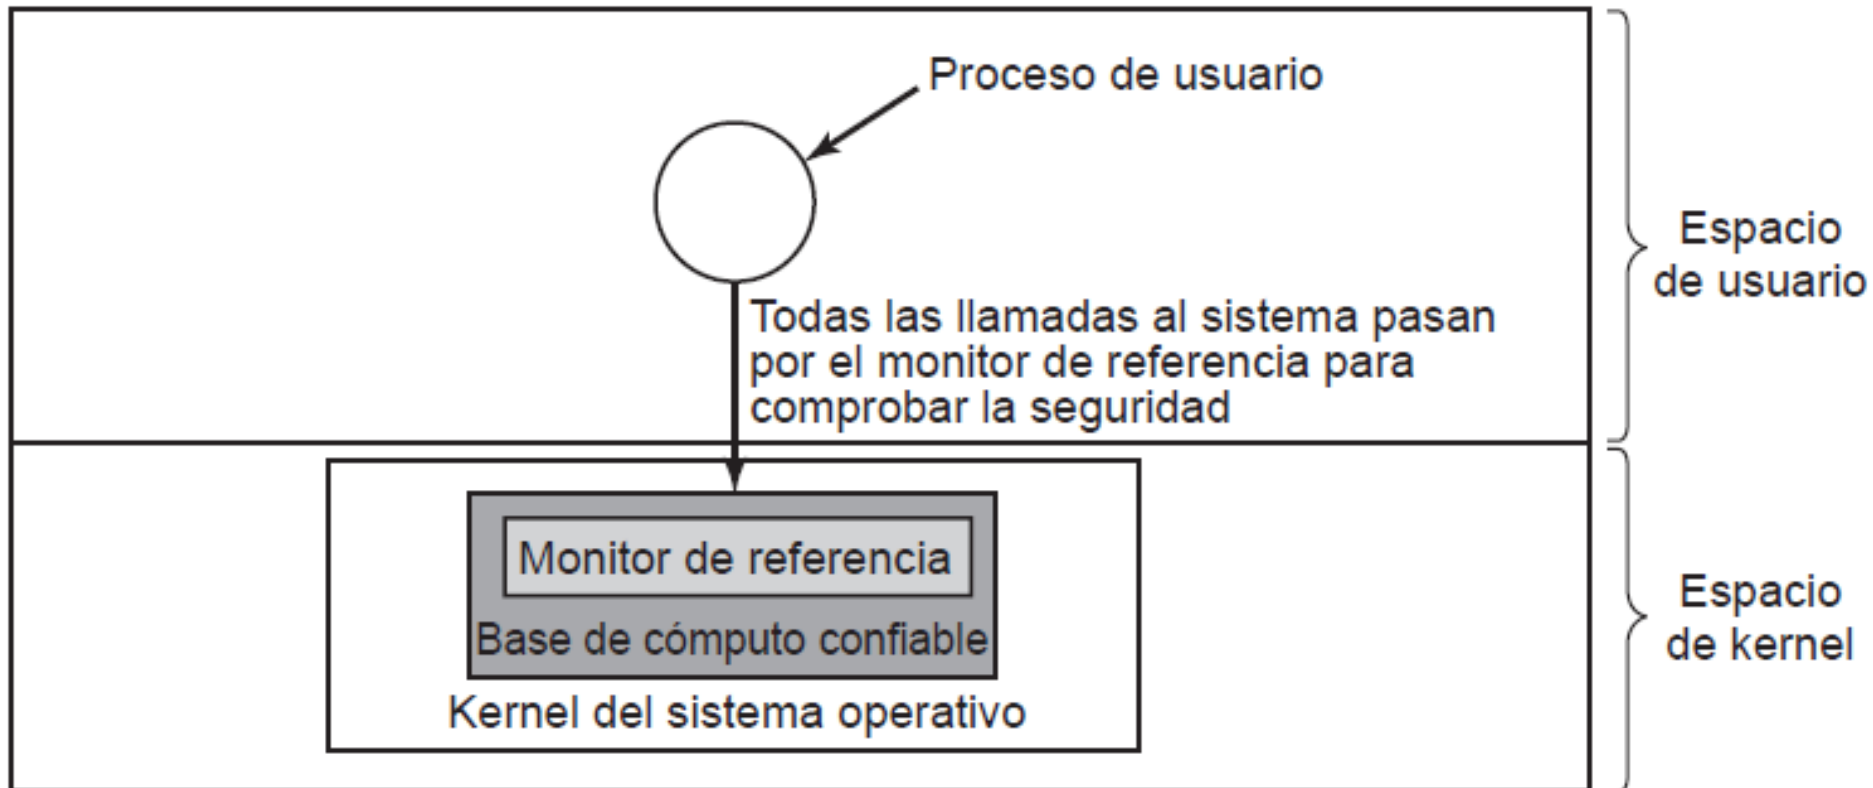 Proceso de usuario
Espacio
de usuario
Todas las llamadas al sistema pasan
por el monitor de referencia para
comprobar la seguridad
Monitor de referencia
Base de cómputo confiable
Kernel del sistema operativo
Espacio
de kernel